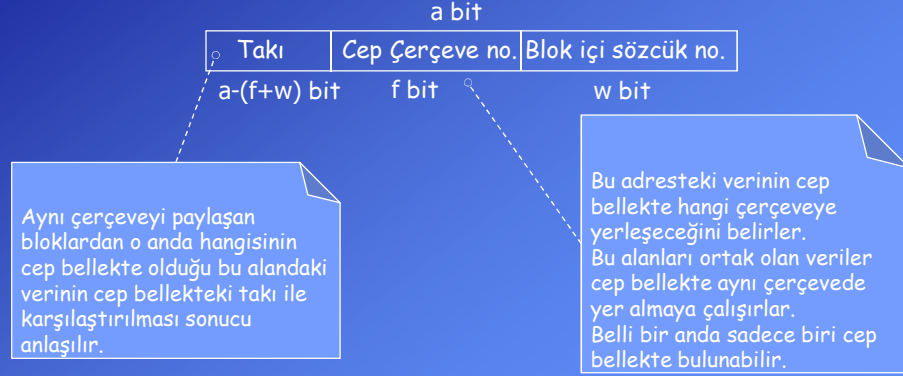 a bit
Takı Cep Çerçeve no. Blok içi sözcük no.
a-(f+w) bit f bit w bit
Aynı çerçeveyi paylaşan
bloklardan o anda hangisinin
cep bellekte olduğu bu alandaki
verinin cep bellekteki takı ile
karşılaştırılması sonucu
anlaşılır.
Bu adresteki verinin cep
bellekte hangi çerçeveye
yerleşeceğini belirler.
Bu alanları ortak olan veriler
cep bellekte aynı çerçevede
yer almaya çalışırlar.
Belli bir anda sadece biri cep
bellekte bulunabilir.